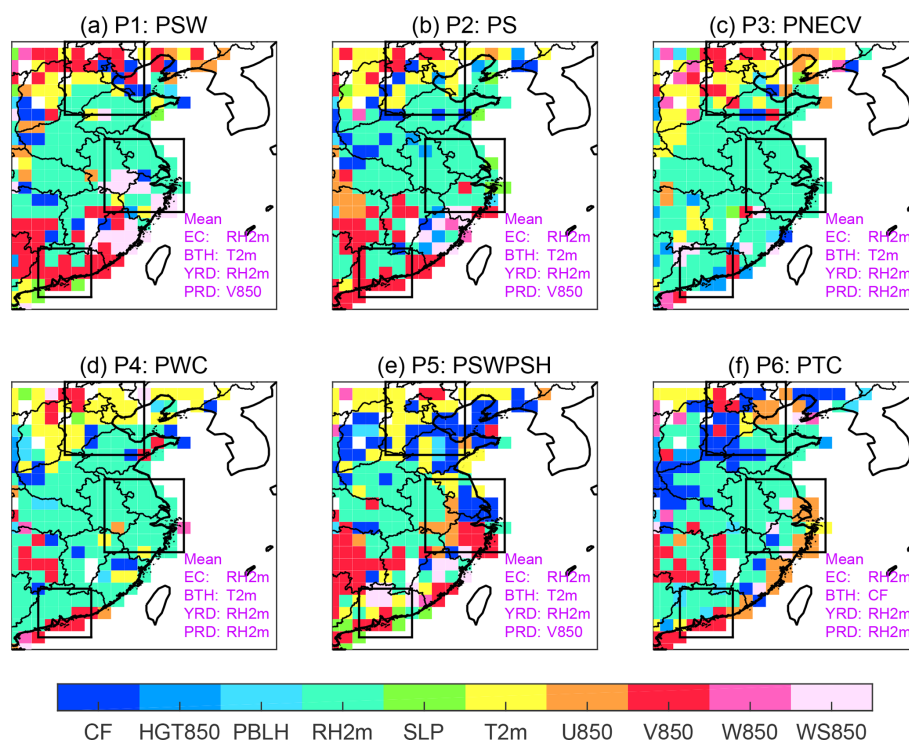 (a) P1: PSW
(b) P2: PS
(c) P3: PNECV
Mean
EC: RH2m
BTH: T2m
YRD: RH2m
PRD: V850
Mean
EC: RH2m
BTH: T2m
YRD: RH2m
PRD: V850
Mean
EC: RH2m
BTH: T2m
YRD: RH2m
PRD: RH2m
(d) P4: PWC
(e) P5: PSWPSH
(f) P6: PTC
Mean
EC: RH2m
BTH: T2m
YRD: RH2m
PRD: RH2m
Mean
EC: RH2m
BTH: T2m
YRD: RH2m
PRD: V850
Mean
EC: RH2m
BTH: CF
YRD: RH2m
PRD: RH2m
CF HGT850 PBLH RH2m SLP T2m U850 V850 W850 WS850